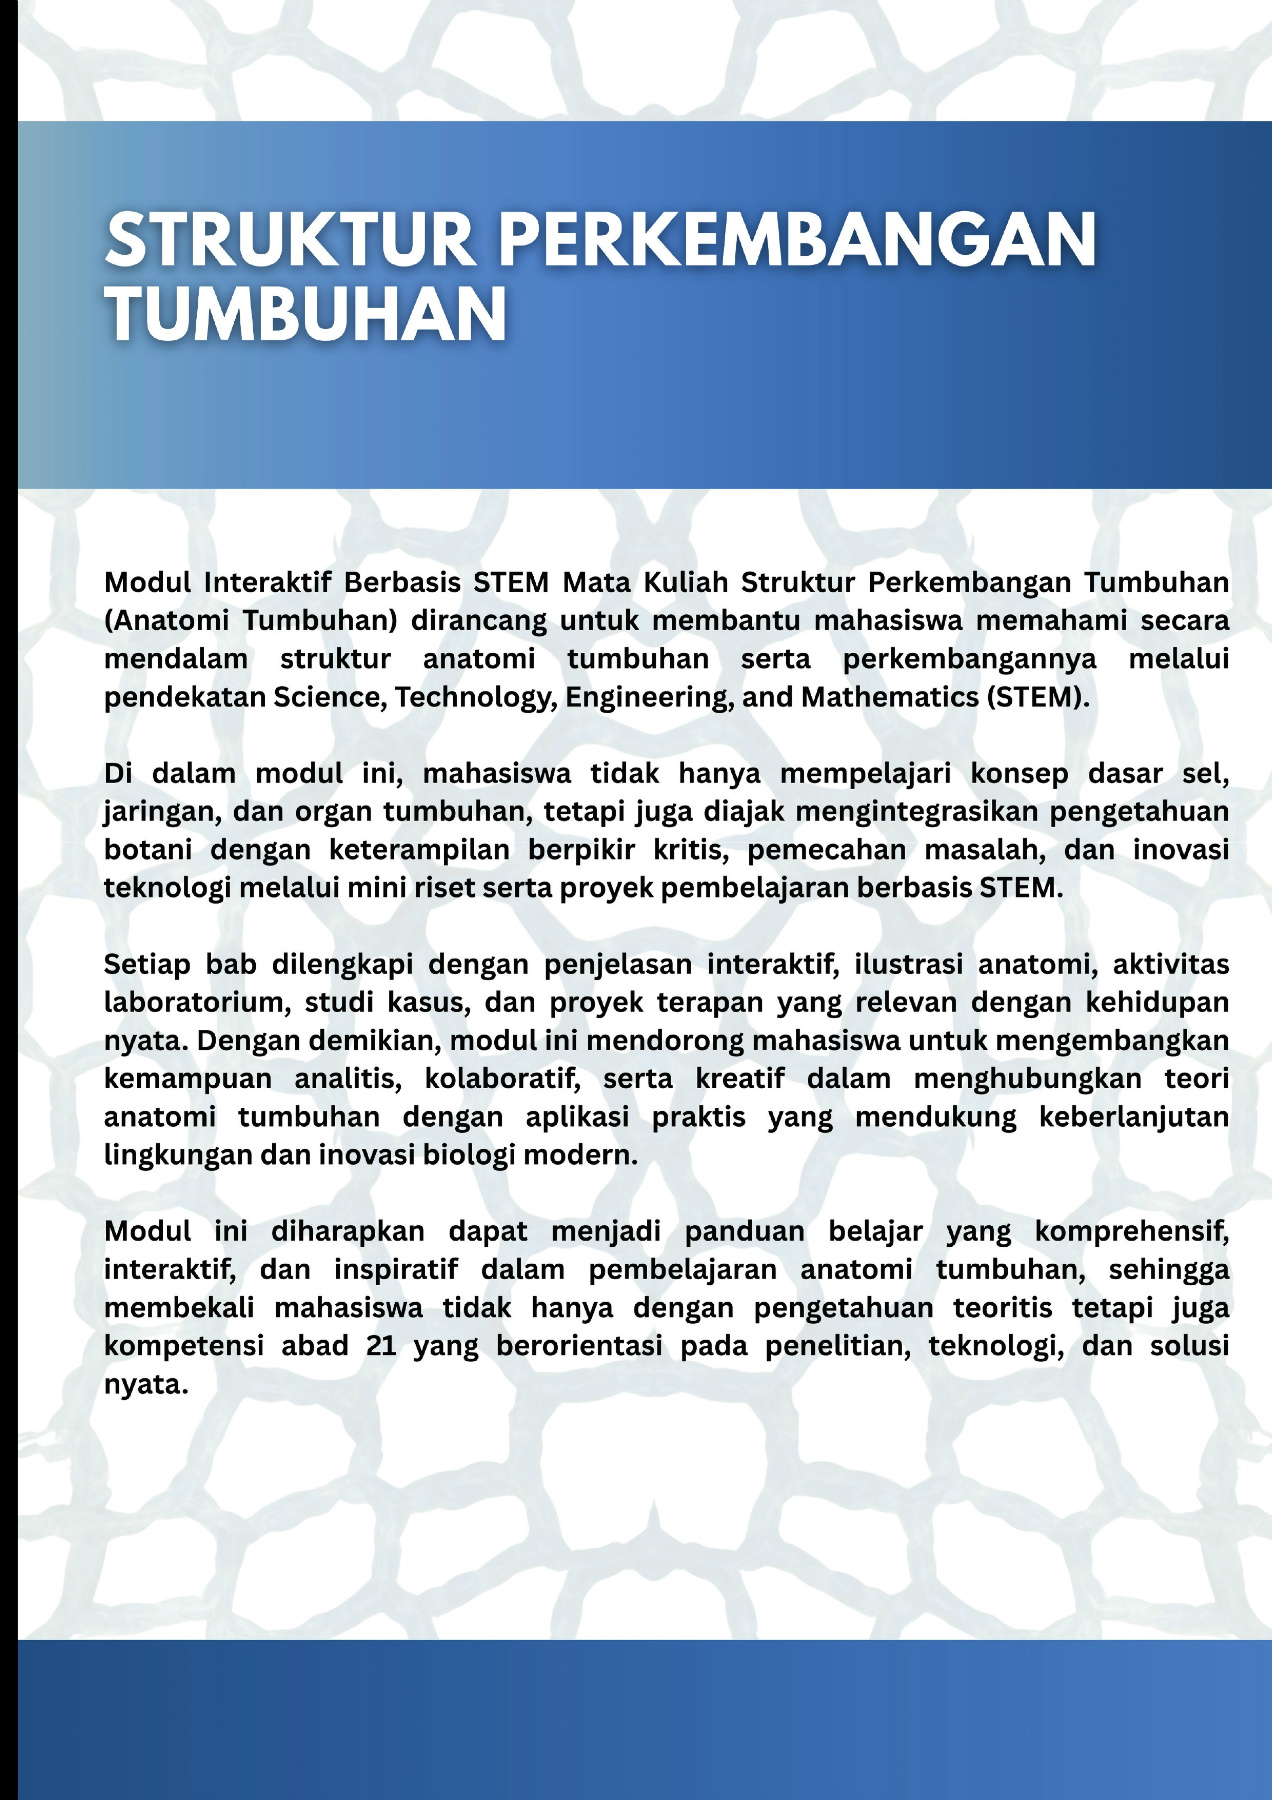 STRUKTUR PERKEMBANGAN
TUMBUHAN
Modul Interaktif Berbasis STEM Mata Kuliah Struktur Perkembangan Tumbuhan
(Anatomi Tumbuhan) dirancang untuk membantu mahasiswa memahami secara
mendalam struktur anatomi tumbuhan serta perkembangannya melalui
pendekatan Science, Technology, Engineering, and Mathematics (STEM).
Di dalam modul ini, mahasiswa tidak hanya mempelajari konsep dasar sel,
jaringan, dan organ tumbuhan, tetapi juga diajak mengintegrasikan pengetahuan
botani dengan keterampilan berpikir kritis, pemecahan masalah, dan inovasi
teknologi melalui mini riset serta proyek pembelajaran berbasis STEM.
Setiap bab dilengkapi dengan penjelasan interaktif, ilustrasi anatomi, aktivitas
laboratorium, studi kasus, dan proyek terapan yang relevan dengan kehidupan
nyata. Dengan demikian, modul ini mendorong mahasiswa untuk mengembangkan
kemampuan analitis, kolaboratif, serta kreatif dalam menghubungkan teori
anatomi tumbuhan dengan aplikasi praktis yang mendukung keberlanjutan
lingkungan dan inovasi biologi modern.
Modul ini diharapkan dapat menjadi panduan belajar yang komprehensif,
interaktif, dan inspiratif dalam pembelajaran anatomi tumbuhan, sehingga
membekali mahasiswa tidak hanya dengan pengetahuan teoritis tetapi juga
kompetensi abad 21 yang berorientasi pada penelitian, teknologi, dan solusi
nyata.